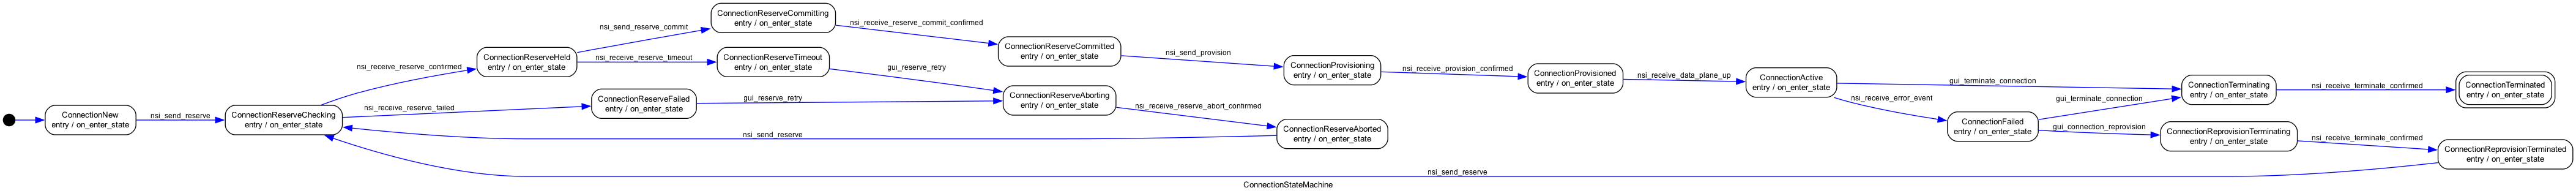 ConnectionNew
entry / on_enter_state
nsi_send_reserve
ConnectionReserveChecking
entry / on_enter_state
nsi_receive_reserve_confirmed
nsi_receive_reserve_failed
ConnectionReserveHeld
entry / on_enter_state
nsi_send_reserve_commit
nsi_receive_reserve_timeout
ConnectionReserveFailed
entry / on_enter_state
gui_reserve_retry
ConnectionReserveCommitting
entry / on_enter_state
nsi_receive_reserve_commit_confirmed
ConnectionReserveTimeout
entry / on_enter_state
gui_reserve_retry
ConnectionReserveCommitted
entry / on_enter_state
nsi_send_provision
ConnectionReserveAborting
entry / on_enter_state
nsi_receive_reserve_abort_confirmed
ConnectionReserveAborted
entry / on_enter_state
nsi_send_reserve
ConnectionProvisioning
entry / on_enter_state
nsi_receive_provision_confirmed
ConnectionProvisioned
entry / on_enter_state
nsi_receive_data_plane_up
ConnectionActive
entry / on_enter_state
gui_terminate_connection
nsi_receive_error_event
ConnectionFailed
entry / on_enter_state
gui_terminate_connection
gui_connection_reprovision
ConnectionTerminating
entry / on_enter_state
nsi_receive_terminate_confirmed
ConnectionTerminated
entry / on_enter_state
ConnectionReprovisionTerminating
entry / on_enter_state
nsi_receive_terminate_confirmed
ConnectionReprovisionTerminated
entry / on_enter_state
nsi_send_reserve
ConnectionStateMachine